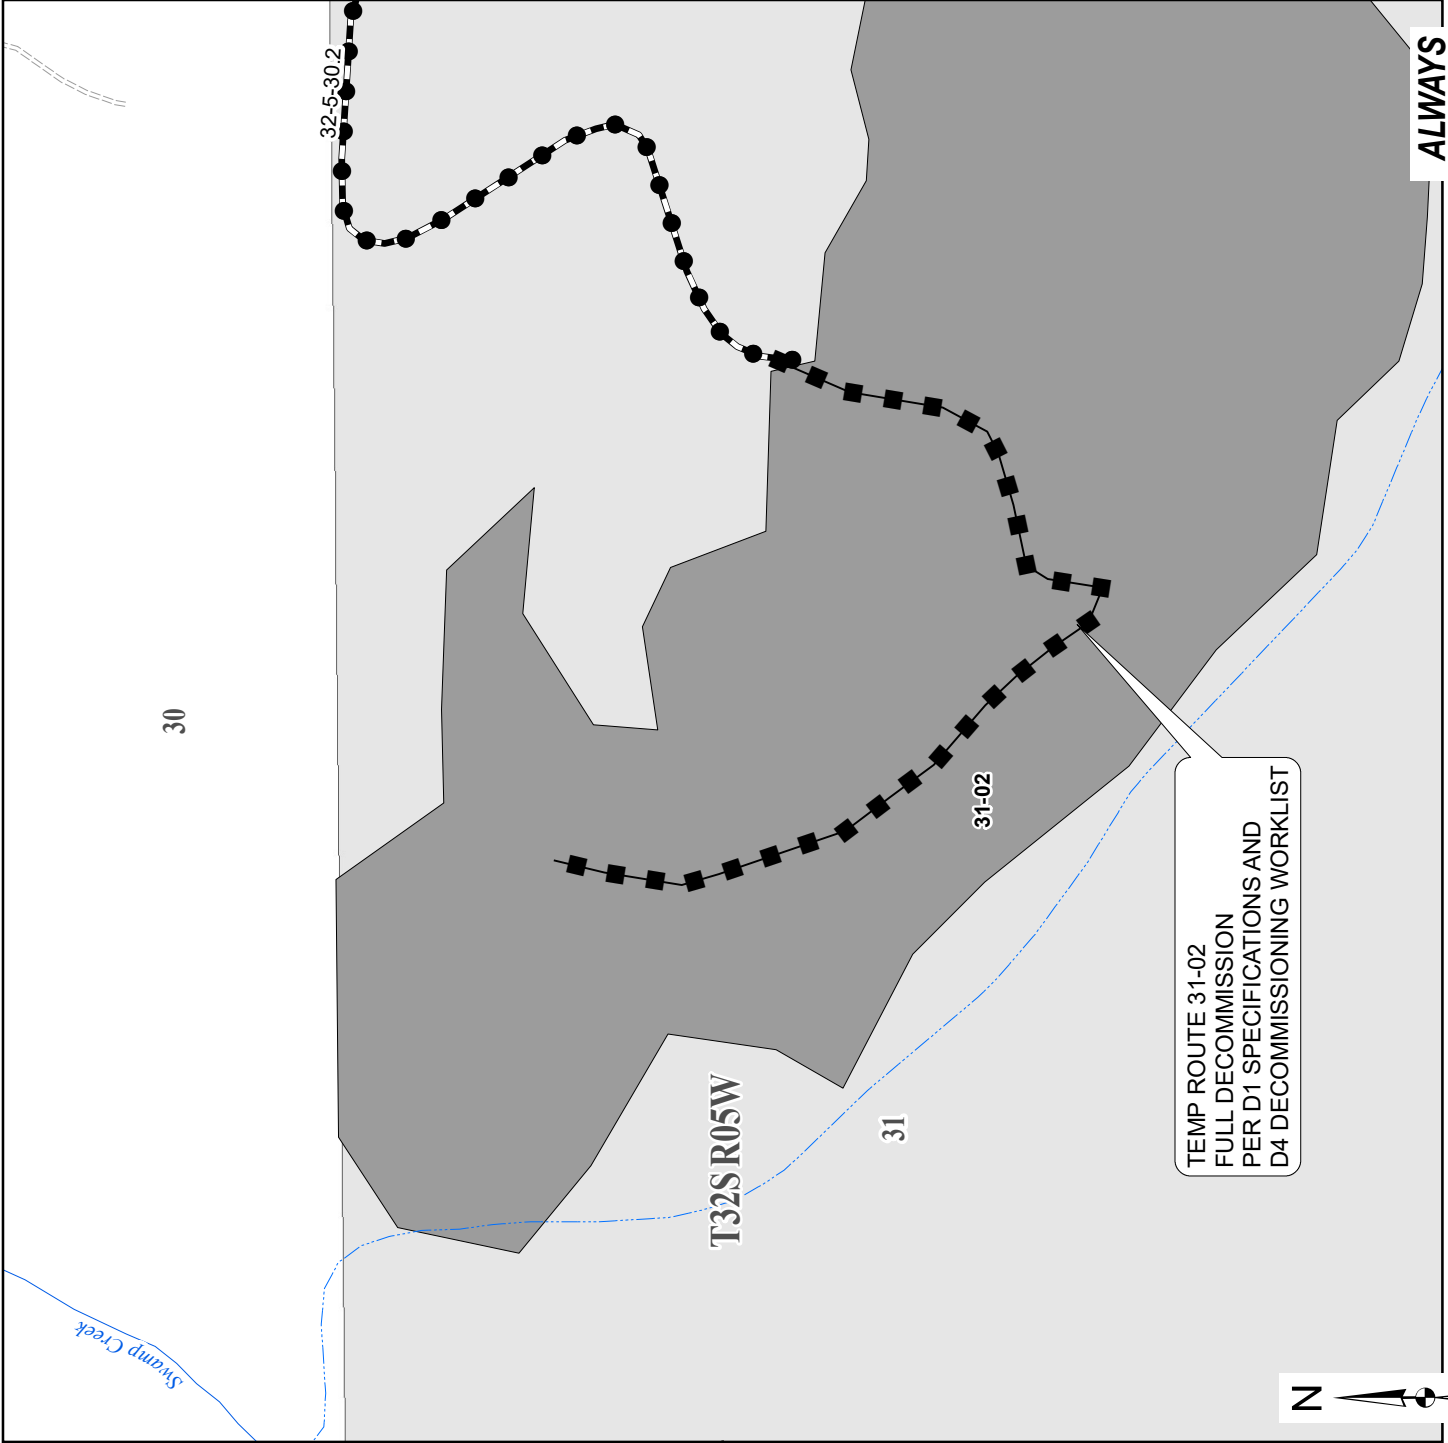 32-5-30.2
ALWAYS
30
31-02
TEMP ROUTE 31-02
FULL DECOMMISSION
PER D1 SPECIFICATIONS AND
D4 DECOMMISSIONING WORKLIST
T32S R05W
31
Swamp Creek
N